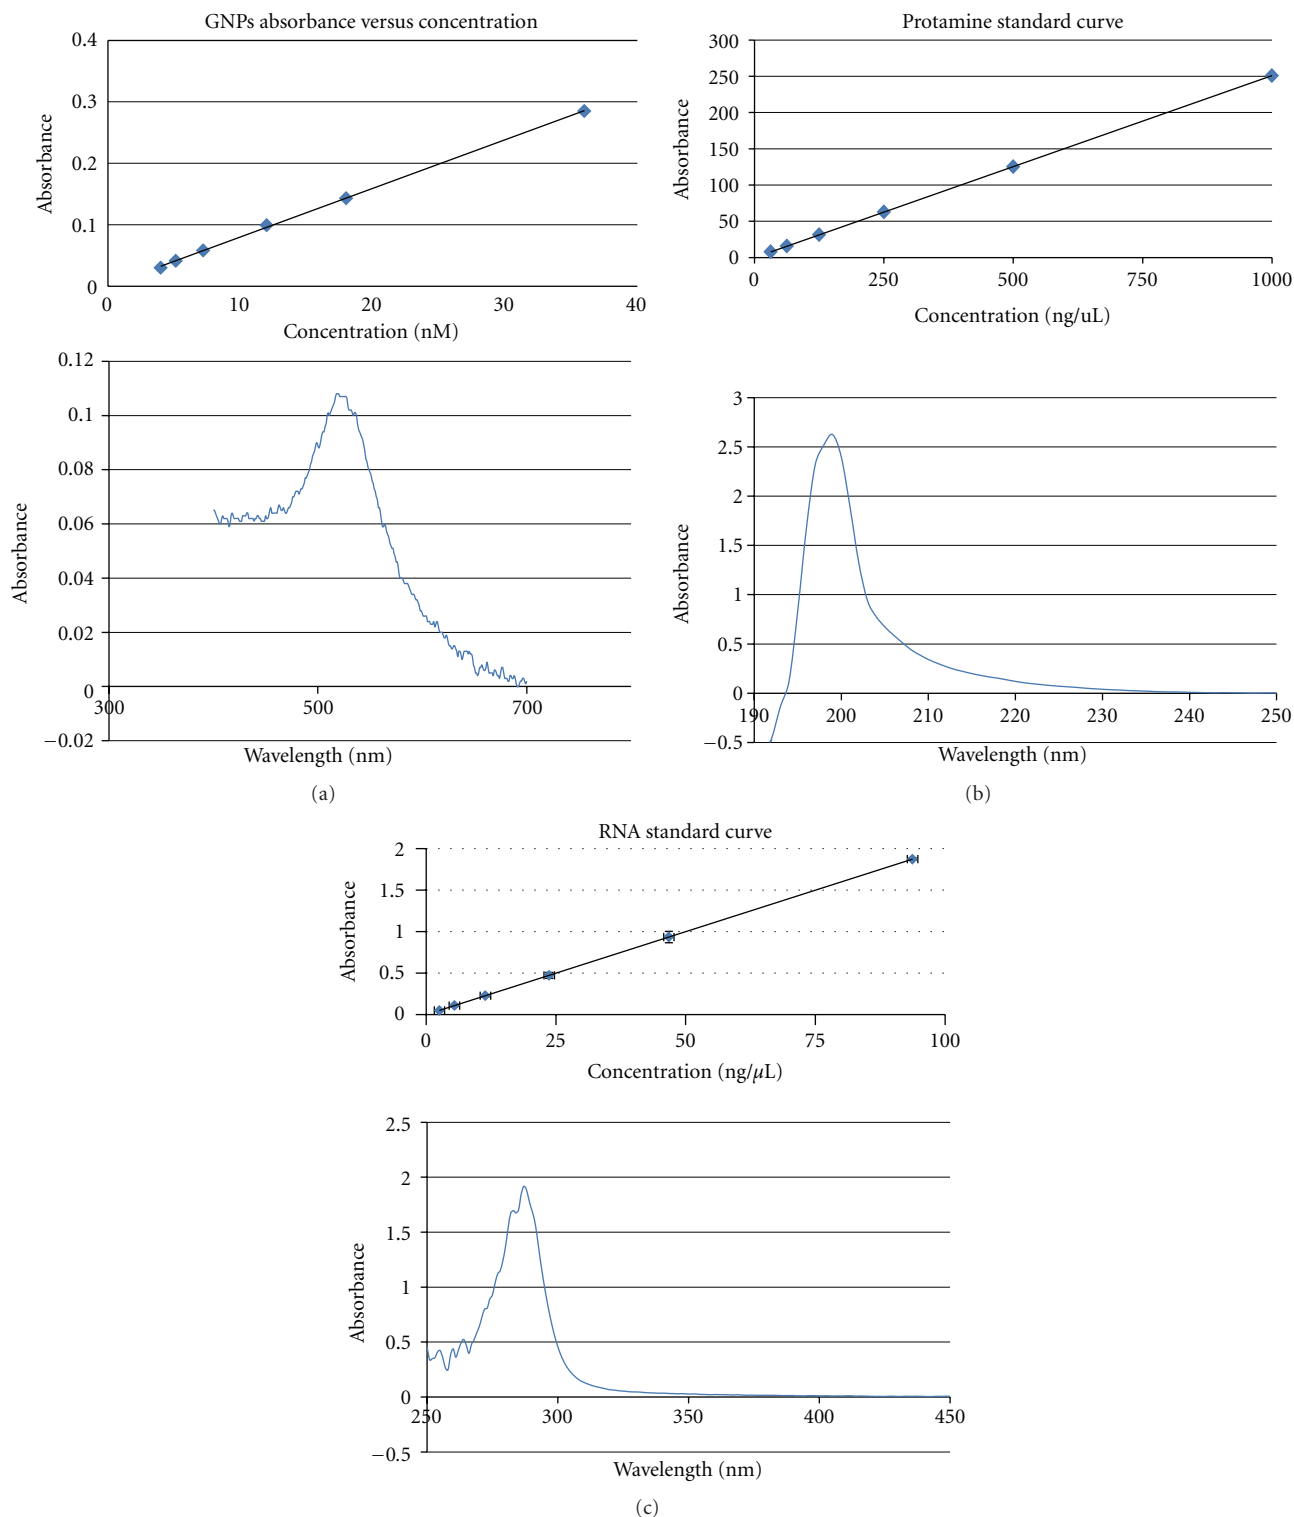 GNPs absorbance versus concentration
0.4
0.3
0.2
0.1
0
Absorbance
0 10 20 30 40
Concentration (nM)
0.12
0.1
0.08
0.06
0.04
0.02
0
−0.02
Absorbance
300 500 700
Wavelength (nm)
(a)
Protamine standard curve
300
250
200
150
100
50
0
Absorbance
0 250 500 750 1000
Concentration (ng/uL)
3
2.5
2
1.5
1
0.5
0
−0.5
Absorbance
190 200 210 220 230 240 250
Wavelength (nm)
(b)
RNA standard curve
2
1.5
1
0.5
0
Absorbance
0 25 50 75 100
Concentration (ng/μL)
2.5
2
1.5
1
0.5
0
−0.5
Absorbance
250 300 350 400 450
Wavelength (nm)
(c)